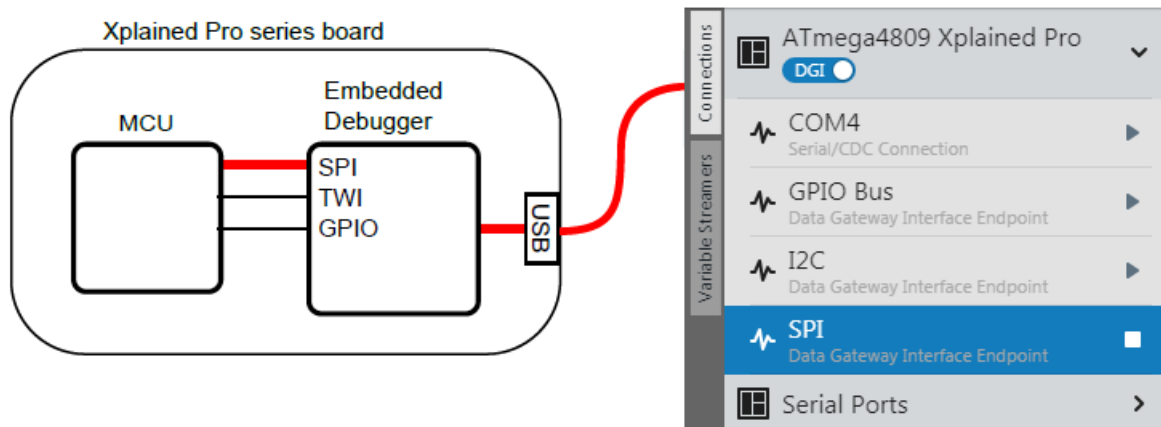 Xplained Pro series board
MCU
Embedded
Debugger
SPI
TWI
GPIO
USB
Connections
Variable Streamers
ATmega4809 Xplained Pro
DGI
COM4
Serial/CDC Connection
GPIO Bus
Data Gateway Interface Endpoint
I2C
Data Gateway Interface Endpoint
SPI
Data Gateway Interface Endpoint
Serial Ports